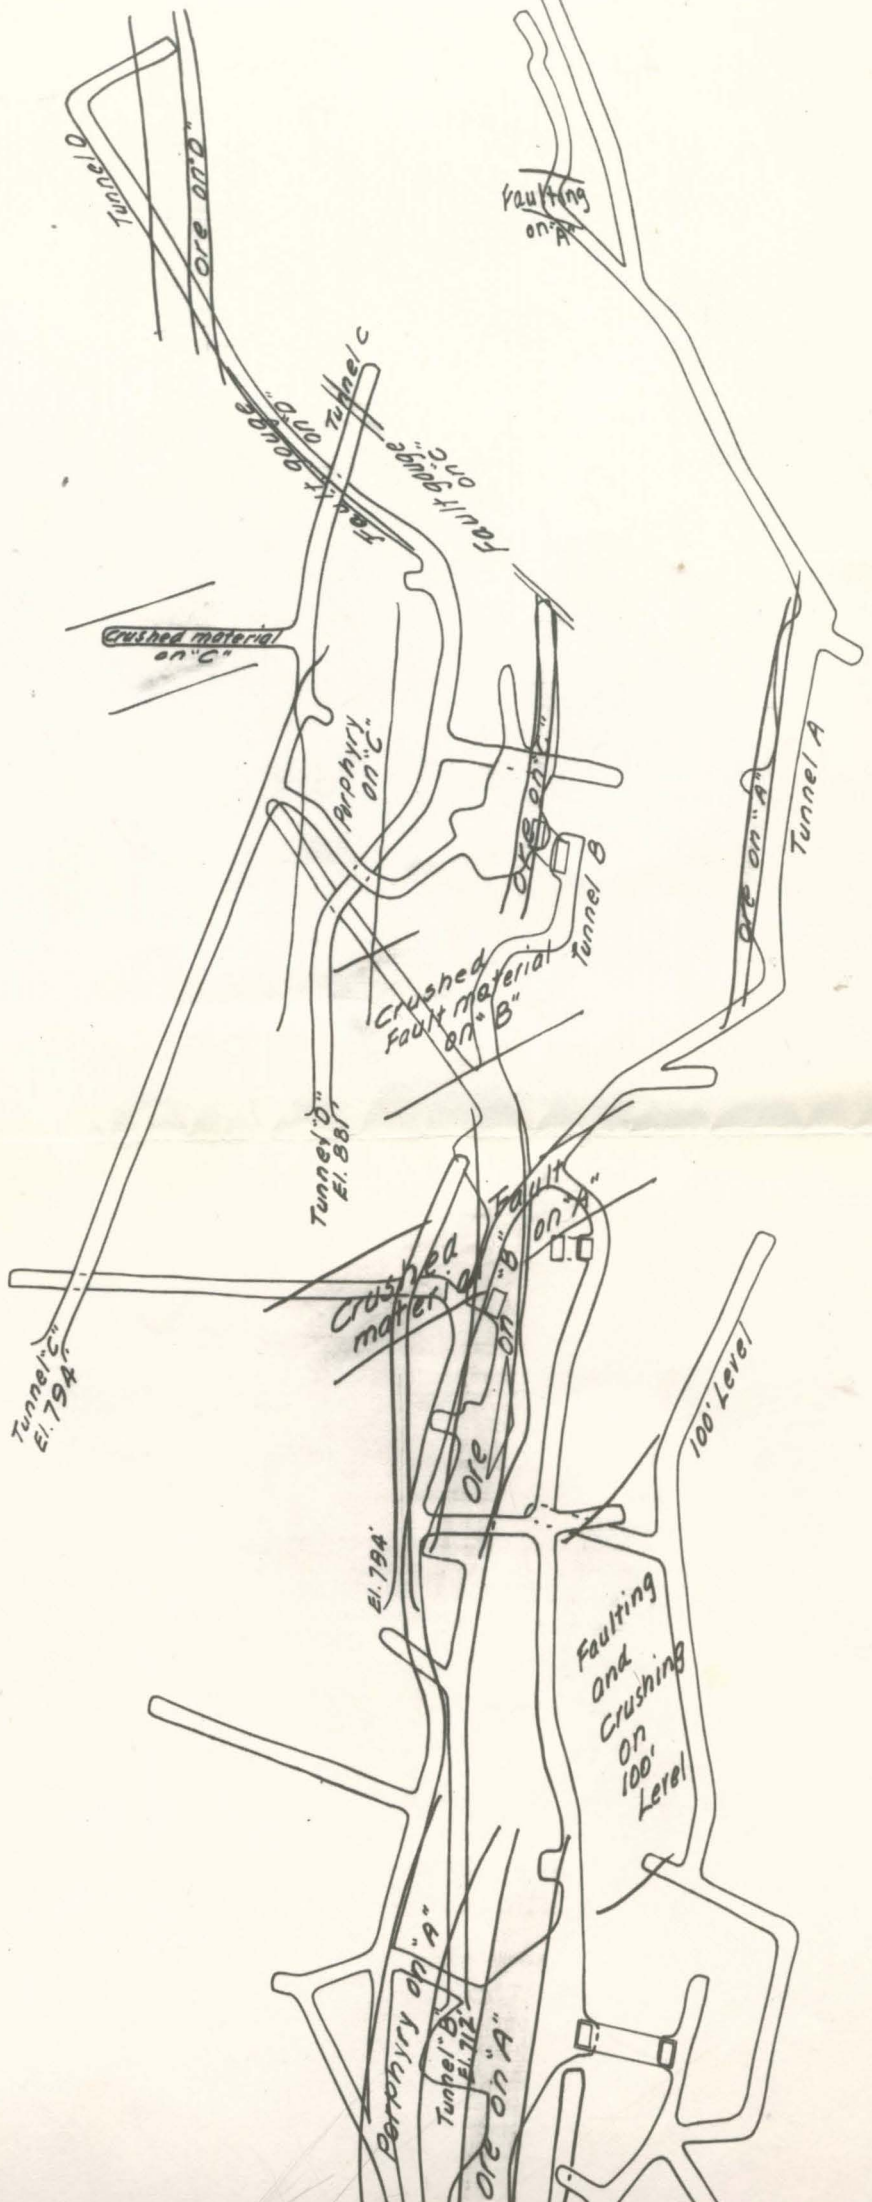 Tunnel D
Ore on "D"
Faulting
on "A"
Tunnel C
Fault gouge
on "D"
Fault gouge
on "C"
Crushed material
on "C"
Porphyry
on "C"
Ore on "C"
Ore on "A"
Tunnel A
Tunnel B
Crushed
Fault material
on "B"
Tunnel "D"
El. 881'
Fault
on "A"
Crushed
material
Ore on "B"
Tunnel "C"
El. 794'
100' Level
El. 794'
Faulting
and
Crushing
on
100'
Level
Porphyry on "A"
Tunnel "B"
El. 712'
Ore on "A"